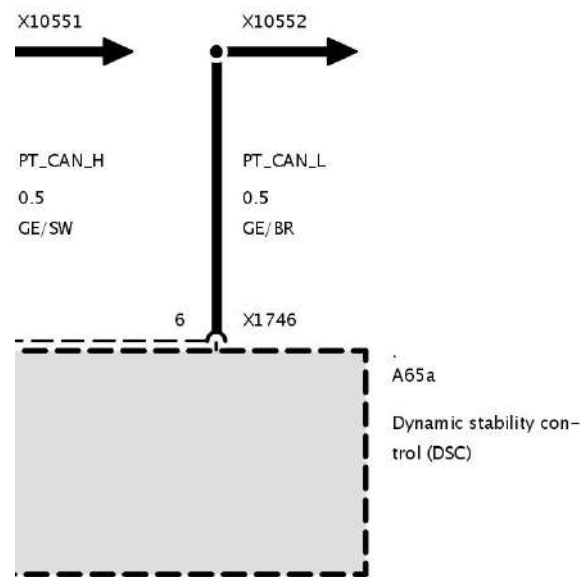 X10551
X10552
PT_CAN_H
PT_CAN_L
0.5
0.5
GE/SW
GE/BR
6
X1746
A65a
Dynamic stability con-
trol (DSC)